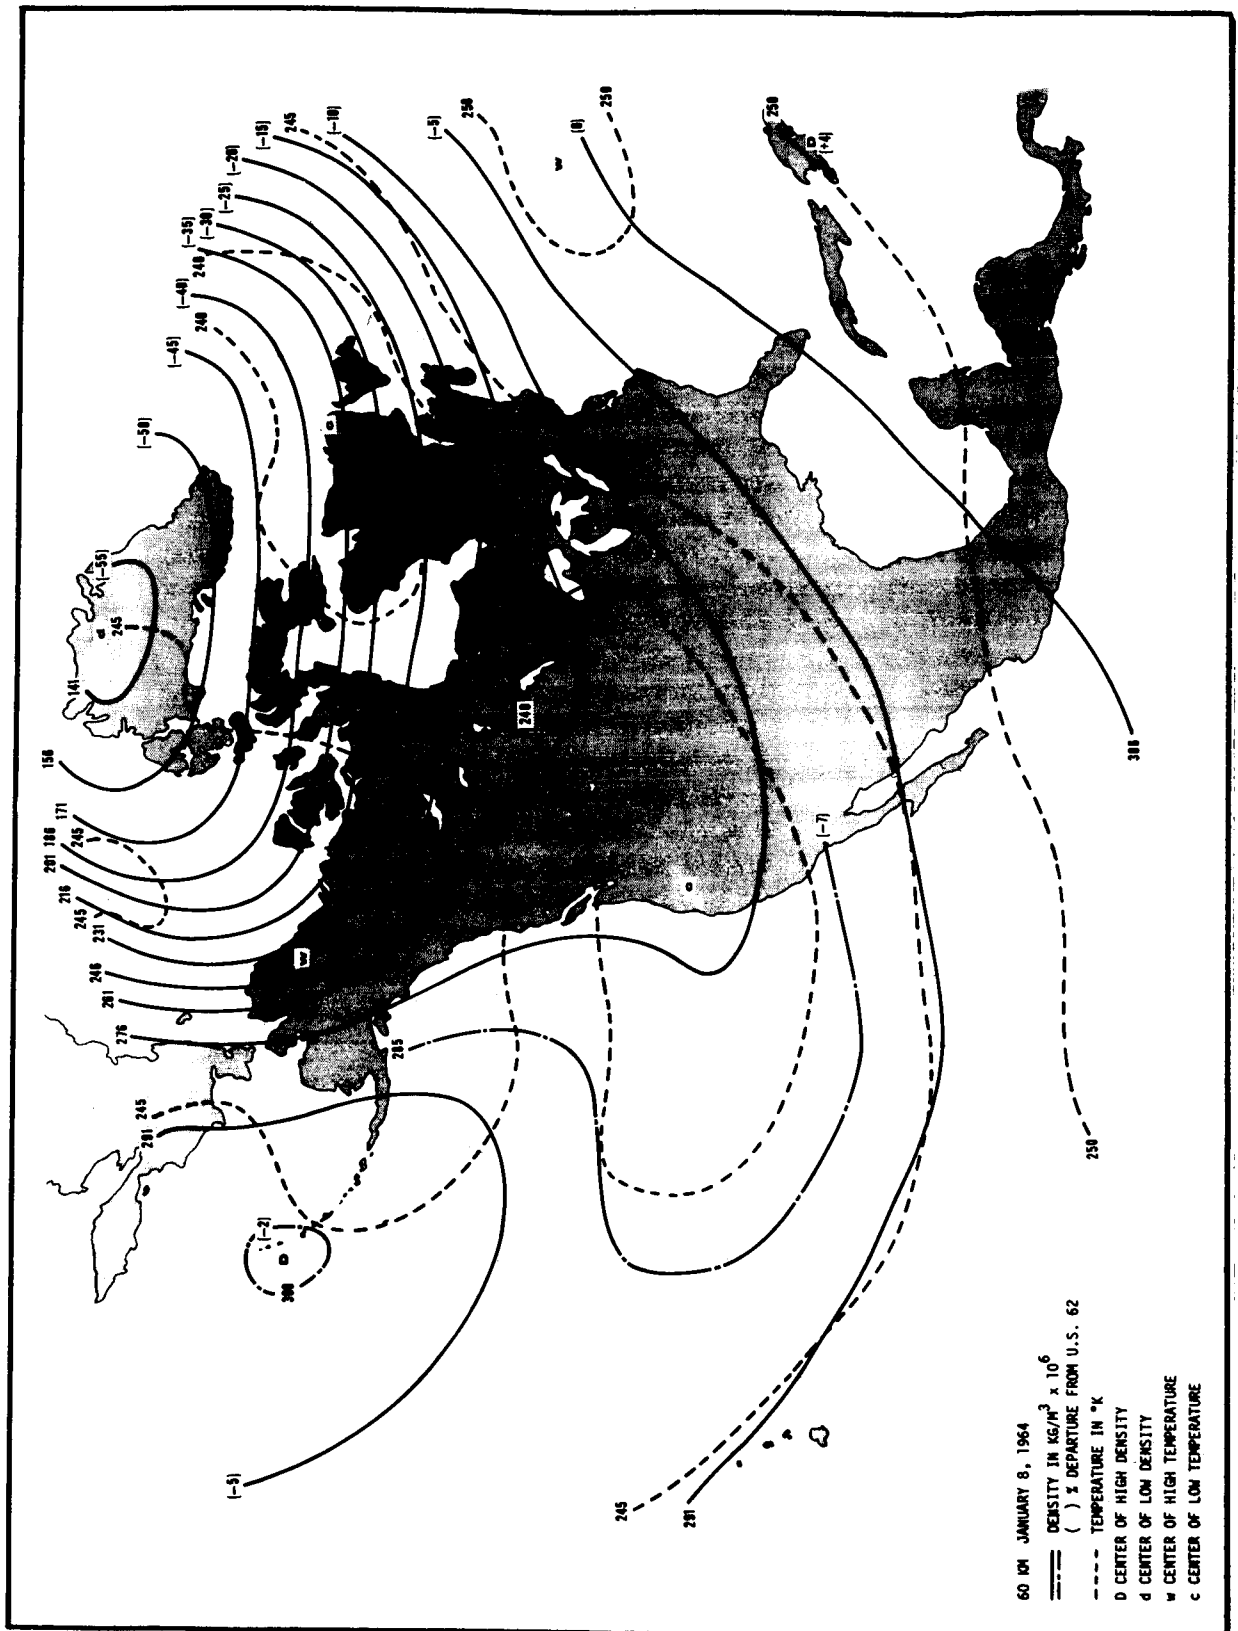 60 KM JANUARY 8, 1964
DENSITY IN KG/M³ x 10⁶
( ) % DEPARTURE FROM U.S. 62
TEMPERATURE IN °K
D CENTER OF HIGH DENSITY
d CENTER OF LOW DENSITY
w CENTER OF HIGH TEMPERATURE
c CENTER OF LOW TEMPERATURE
156
171
245
186
201
216
245
231
246
261
276
245
291
(-5)
(-2)
D
300
285
w
141
d
245
(-55)
(-50)
(-45)
240
(-40)
240
(-35)
(-30)
(-25)
(-20)
(-15)
245
(-10)
(-5)
250
w
250
(0)
250
D
(+4)
c
240
c
(-7)
306
250
245
291